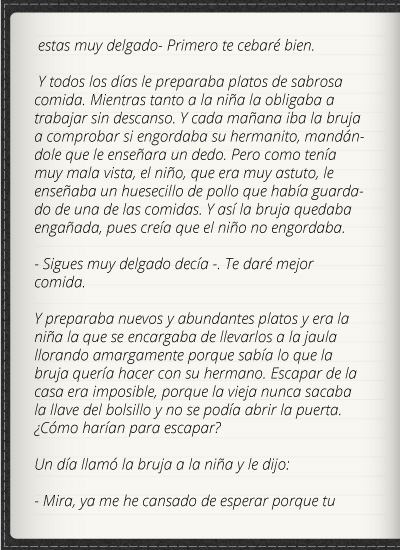 estas muy delgado- Primero te cebaré bien.
Y todos los días le preparaba platos de sabrosa
comida. Mientras tanto a la niña la obligaba a
trabajar sin descanso. Y cada mañana iba la bruja
a comprobar si engordaba su hermanito, mandán-
dole que le enseñara un dedo. Pero como tenía
muy mala vista, el niño, que era muy astuto, le
enseñaba un huesecillo de pollo que había guarda-
do de una de las comidas. Y así la bruja quedaba
engañada, pues creía que el niño no engordaba.
- Sigues muy delgado decía -. Te daré mejor
comida.
Y preparaba nuevos y abundantes platos y era la
niña la que se encargaba de llevarlos a la jaula
llorando amargamente porque sabía lo que la
bruja quería hacer con su hermano. Escapar de la
casa era imposible, porque la vieja nunca sacaba
la llave del bolsillo y no se podía abrir la puerta.
¿Cómo harían para escapar?
Un día llamó la bruja a la niña y le dijo:
- Mira, ya me he cansado de esperar porque tu